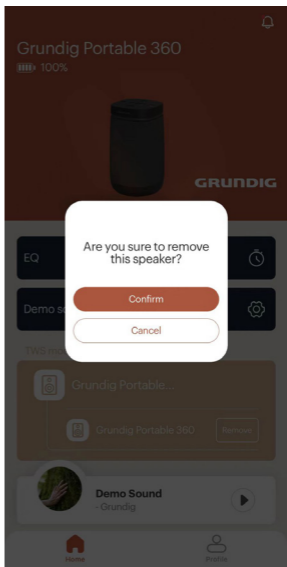 Grundig Portable 360
100%
GRUNDIG
Are you sure to remove
this speaker?
EQ
Confirm
Demo so
Cancel
Grundig Portable...
Grundig Portable 360
Remove
Demo Sound
- Grundig
Home
Profile